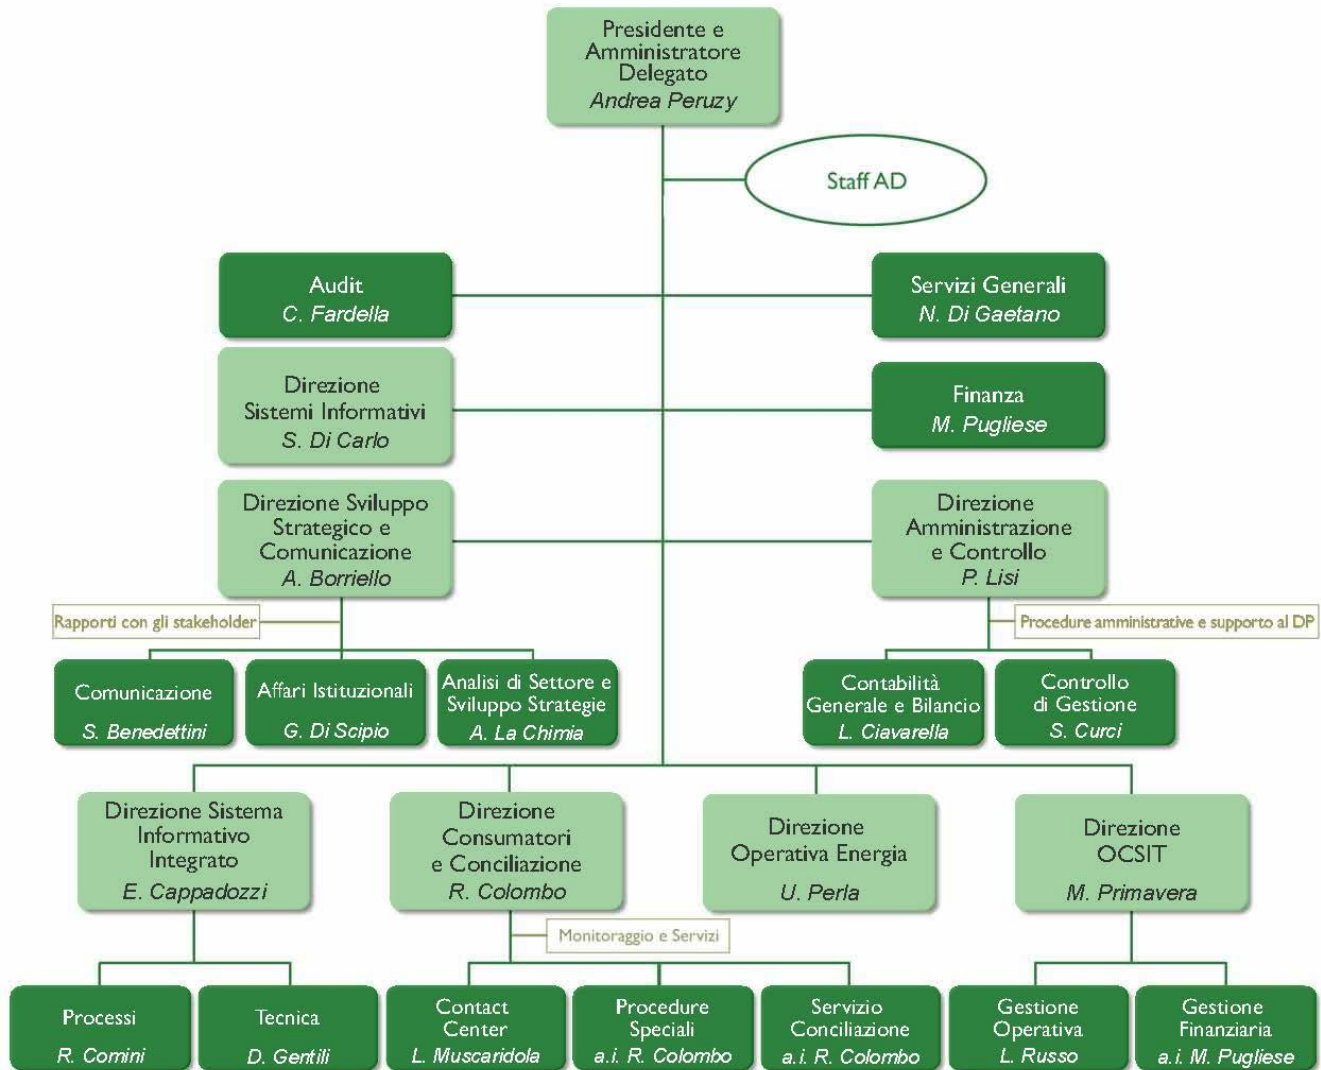 Presidente e
Amministratore
Delegato
Andrea Peruzy
Staff AD
Audit
C. Fardella
Servizi Generali
N. Di Gaetano
Direzione
Sistemi Informativi
S. Di Carlo
Finanza
M. Pugliese
Direzione Sviluppo
Strategico e
Comunicazione
A. Borriello
Direzione
Amministrazione
e Controllo
P. Lisi
Rapporti con gli stakeholder
Procedure amministrative e supporto al DP
Comunicazione
S. Benedettini
Affari Istituzionali
G. Di Scipio
Analisi di Settore e
Sviluppo Strategie
A. La Chimia
Contabilità
Generale e Bilancio
L. Ciavarella
Controllo
di Gestione
S. Curci
Direzione Sistema
Informativo
Integrato
E. Cappadozzi
Direzione
Consumatori
e Conciliazione
R. Colombo
Direzione
Operativa Energia
U. Perla
Direzione
OCSIT
M. Primavera
Monitoraggio e Servizi
Processi
R. Comini
Tecnica
D. Gentili
Contact
Center
L. Muscaridola
Procedure
Speciali
a.i. R. Colombo
Servizio
Conciliazione
a.i. R. Colombo
Gestione
Operativa
L. Russo
Gestione
Finanziaria
a.i. M. Pugliese